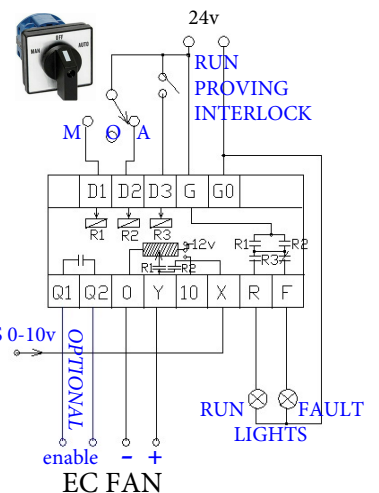 24v
OFF
MAN AUTO
RUN
PROVING
INTERLOCK
M O A
D1 D2 D3 G G0
R1 R2 R3
12v
R1 R2
R1 R2
R3
Q1 Q2 0 Y 10 X R F
S 0-10v
OPTIONAL
RUN FAULT
LIGHTS
enable - +
EC FAN